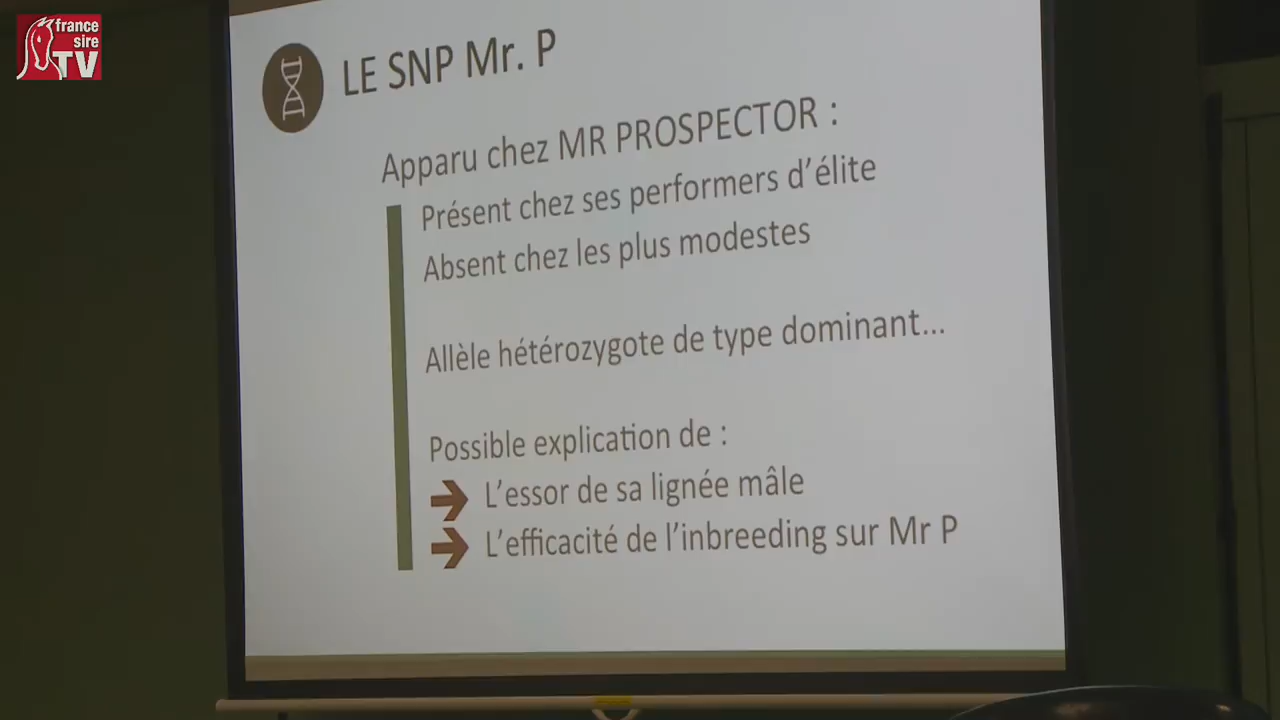 france
sire
TV
LE SNP Mr. P
Apparu chez MR PROSPECTOR :
Présent chez ses performers d'élite
Absent chez les plus modestes
Allèle hétérozygote de type dominant...
Possible explication de :
L'essor de sa lignée mâle
L'efficacité de l'inbreeding sur Mr P